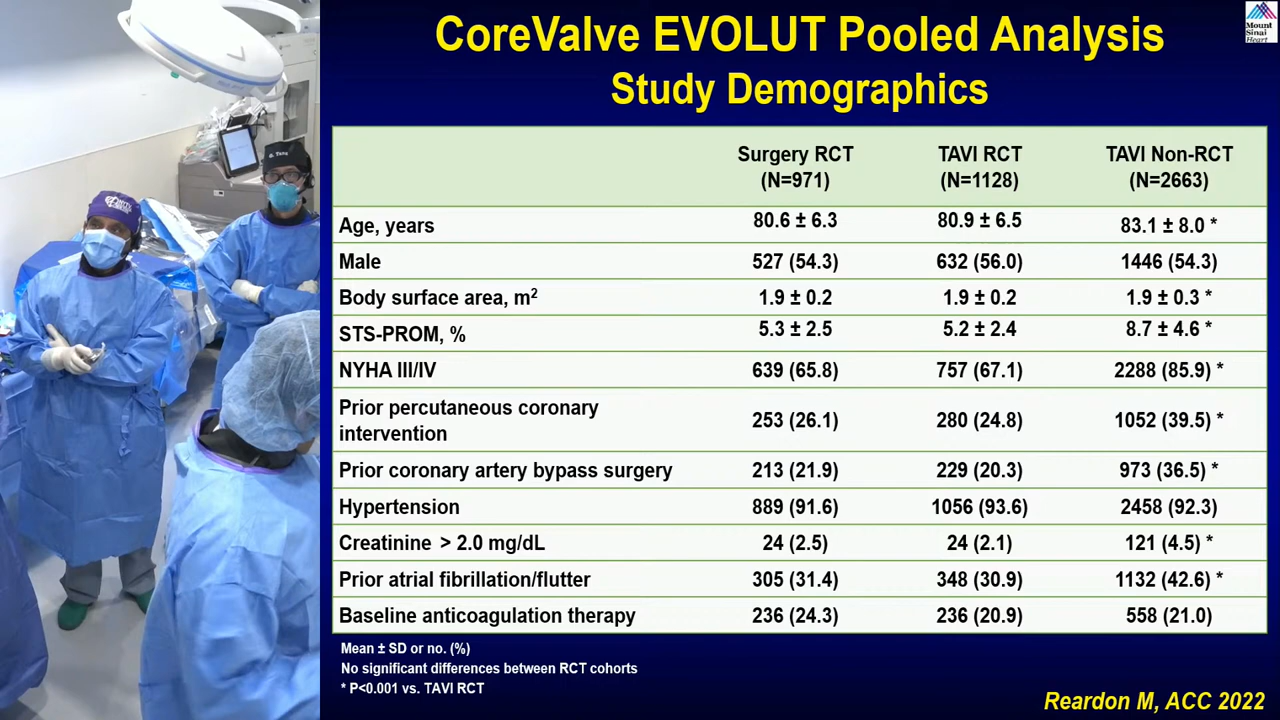 CoreValve EVOLUT Pooled Analysis
Study Demographics
Mount
Sinai
Heart
Surgery RCT TAVI RCT TAVI Non-RCT
(N=971) (N=1128) (N=2663)
Age, years 80.6 ± 6.3 80.9 ± 6.5 83.1 ± 8.0 *
Male 527 (54.3) 632 (56.0) 1446 (54.3)
Body surface area, m² 1.9 ± 0.2 1.9 ± 0.2 1.9 ± 0.3 *
STS-PROM, % 5.3 ± 2.5 5.2 ± 2.4 8.7 ± 4.6 *
NYHA III/IV 639 (65.8) 757 (67.1) 2288 (85.9) *
Prior percutaneous coronary
intervention 253 (26.1) 280 (24.8) 1052 (39.5) *
Prior coronary artery bypass surgery 213 (21.9) 229 (20.3) 973 (36.5) *
Hypertension 889 (91.6) 1056 (93.6) 2458 (92.3)
Creatinine > 2.0 mg/dL 24 (2.5) 24 (2.1) 121 (4.5) *
Prior atrial fibrillation/flutter 305 (31.4) 348 (30.9) 1132 (42.6) *
Baseline anticoagulation therapy 236 (24.3) 236 (20.9) 558 (21.0)
Mean ± SD or no. (%)
No significant differences between RCT cohorts
* P<0.001 vs. TAVI RCT
Reardon M, ACC 2022